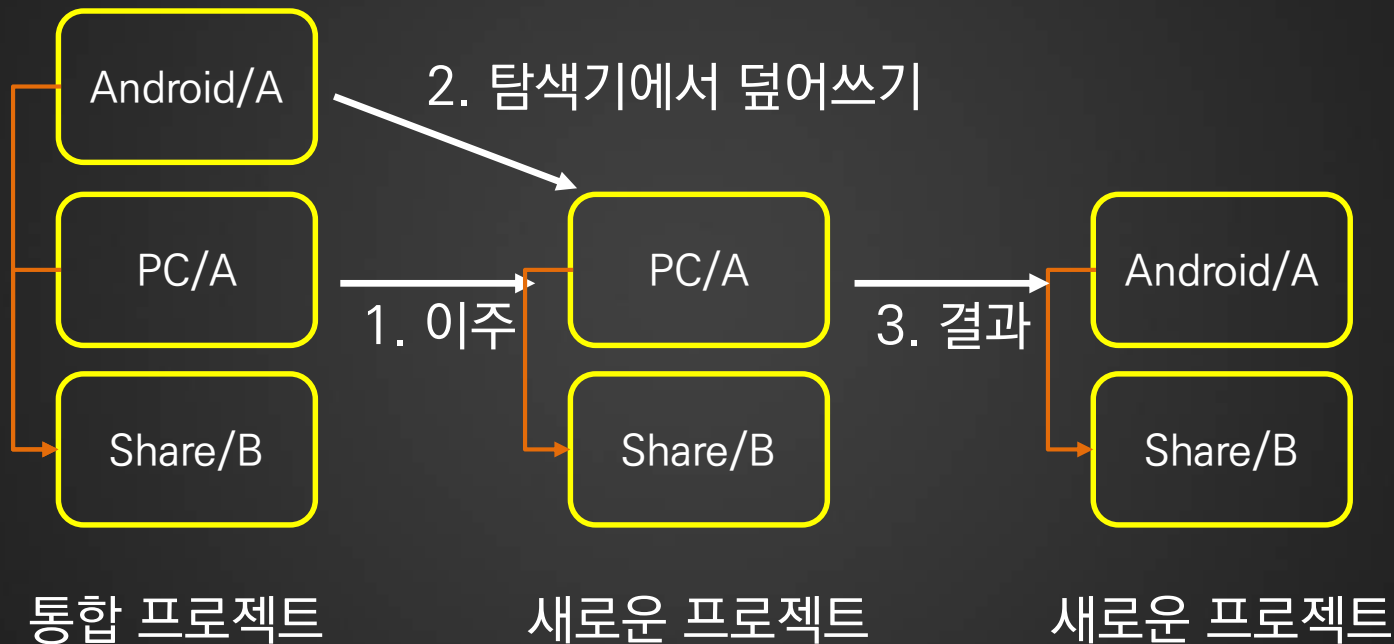 Android/A
2. 탐색기에서 덮어쓰기
PC/A
1. 이주
PC/A
3. 결과
Android/A
Share/B
Share/B
Share/B
통합 프로젝트
새로운 프로젝트
새로운 프로젝트